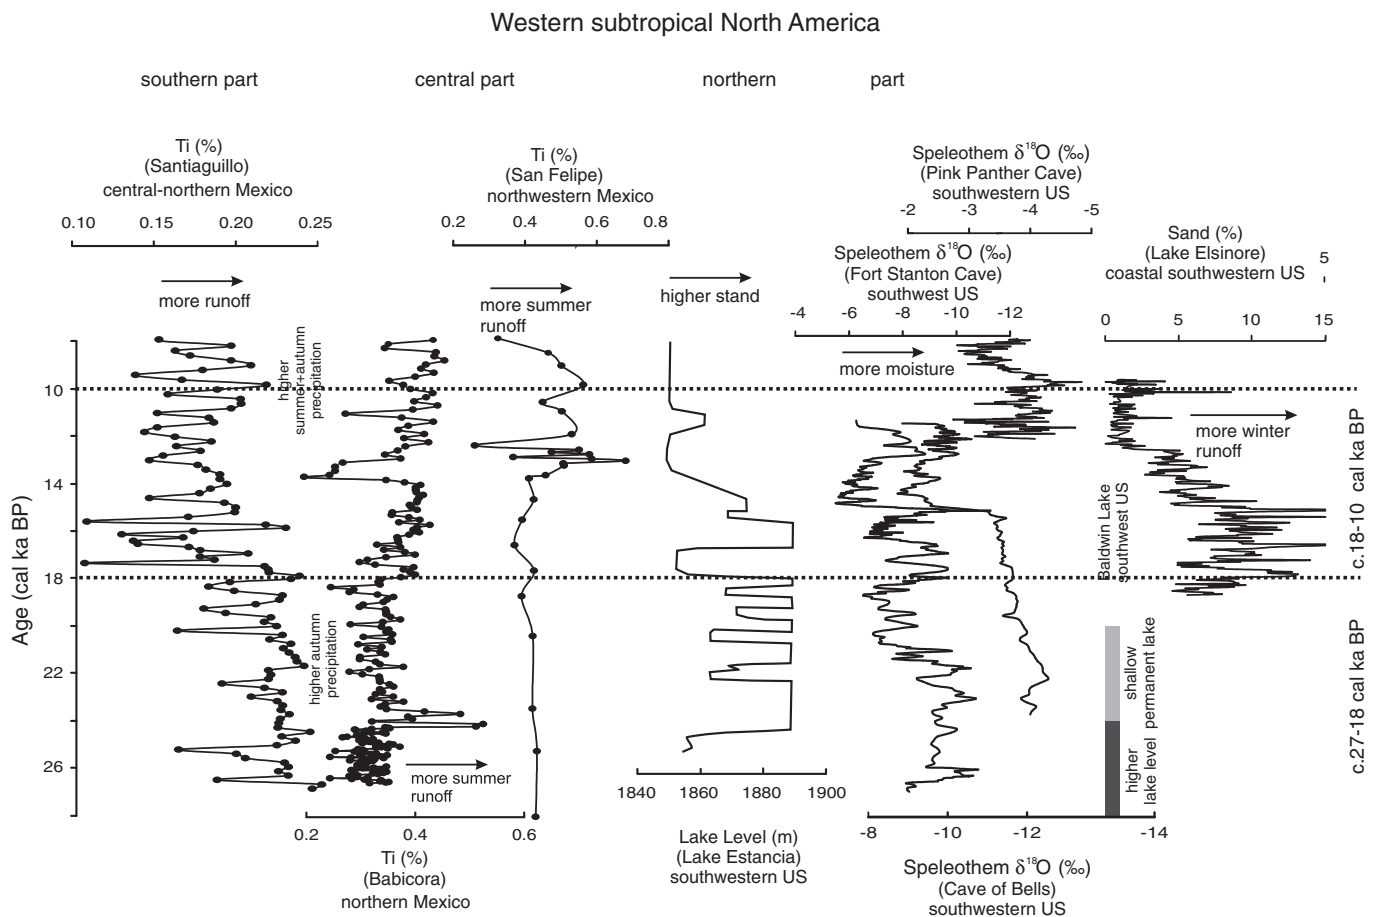 Western subtropical North America
southern part
central part
northern part
Ti (%)
(Santiaguillo)
central-northern Mexico
0.10 0.15 0.20 0.25
more runoff
Ti (%)
(San Felipe)
northwestern Mexico
0.2 0.4 0.6 0.8
more summer
runoff
higher stand
Speleothem δ¹⁸O (‰)
(Pink Panther Cave)
southwestern US
-2 -3 -4 -5
Speleothem δ¹⁸O (‰)
(Fort Stanton Cave)
southwest US
-4 -6 -8 -10 -12
more moisture
Sand (%)
(Lake Elsinore)
coastal southwestern US
5
-
0 5 10 15
more winter
runoff
higher
summer+autumn
precipitation
higher autumn
precipitation
Age (cal ka BP)
10
14
18
22
26
Baldwin Lake
southwest US
shallow
permanent lake
higher
lake level
c.18-10 cal ka BP
c.27-18 cal ka BP
more summer
runoff
0.2 0.4 0.6
Ti (%)
(Babicora)
northern Mexico
1840 1860 1880 1900
Lake Level (m)
(Lake Estancia)
southwestern US
-8 -10 -12 -14
Speleothem δ¹⁸O (‰)
(Cave of Bells)
southwestern US